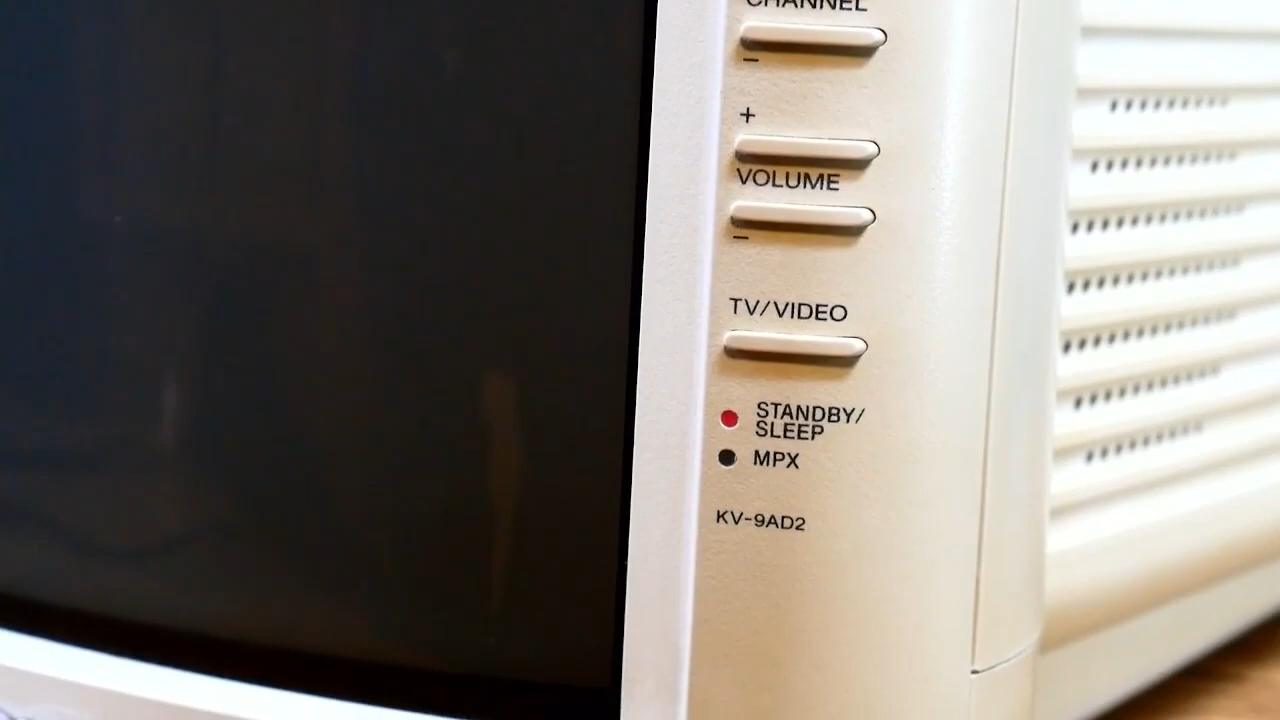 CHANNEL
−
+
VOLUME
−
TV/VIDEO
STANDBY/
SLEEP
MPX
KV-9AD2